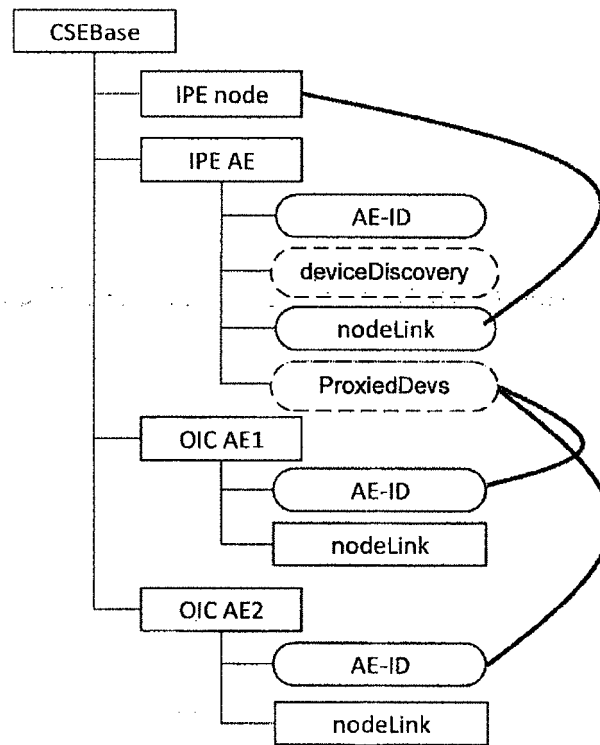 CSEBase
IPE node
IPE AE
AE-ID
deviceDiscovery
nodeLink
ProxiedDevs
OIC AE1
AE-ID
nodeLink
OIC AE2
AE-ID
nodeLink